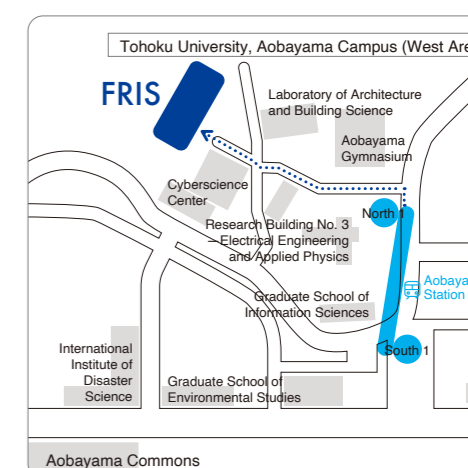 Tohoku University, Aobayama Campus (West Are
FRIS
Laboratory of Architecture
and Building Science
Aobayama
Gymnasium
Cyberscience
Center
North 1
Research Building No. 3
–Electrical Engineering
and Applied Physics
Aobaya
Station
Graduate School of
Information Sciences
South 1
International
Institute of
Disaster
Science
Graduate School of
Environmental Studies
Aobayama Commons